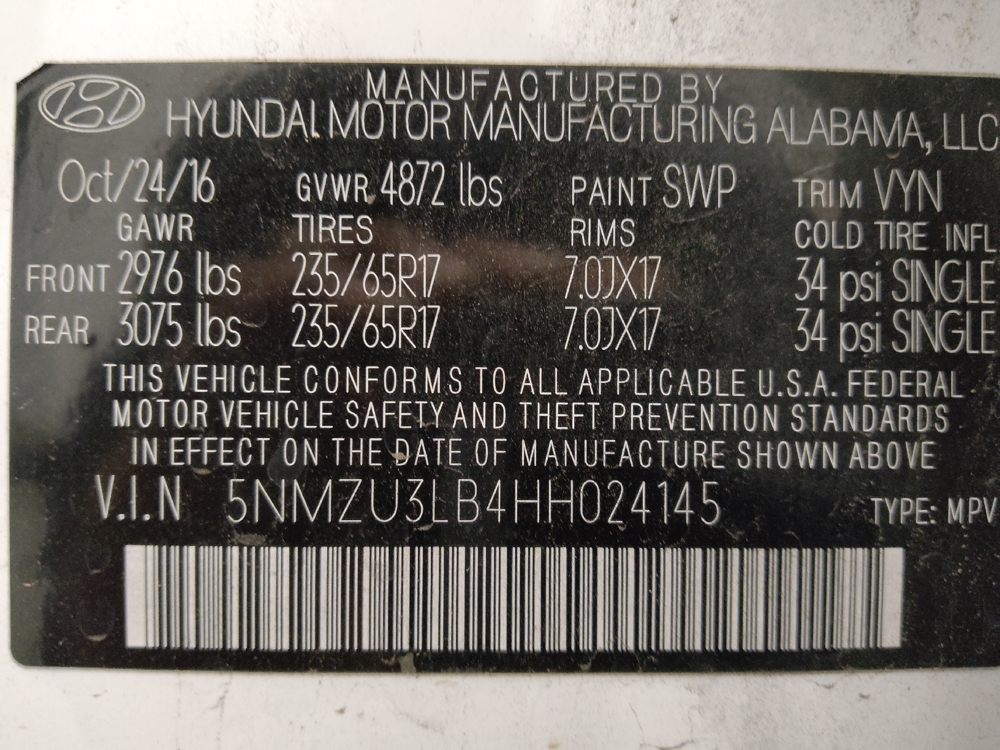 MANUFACTURED BY
HYUNDAI MOTOR MANUFACTURING ALABAMA, LLC
Oct/24/16 GVWR 4872 lbs PAINT SWP TRIM VYN
GAWR TIRES RIMS COLD TIRE INFL
FRONT 2976 lbs 235/65R17 7.0JX17 34 psi SINGLE
REAR 3075 lbs 235/65R17 7.0JX17 34 psi SINGLE
THIS VEHICLE CONFORMS TO ALL APPLICABLE U.S.A. FEDERAL
MOTOR VEHICLE SAFETY AND THEFT PREVENTION STANDARDS
IN EFFECT ON THE DATE OF MANUFACTURE SHOWN ABOVE
V.I.N 5NMZU3LB4HH024145 TYPE: MPV